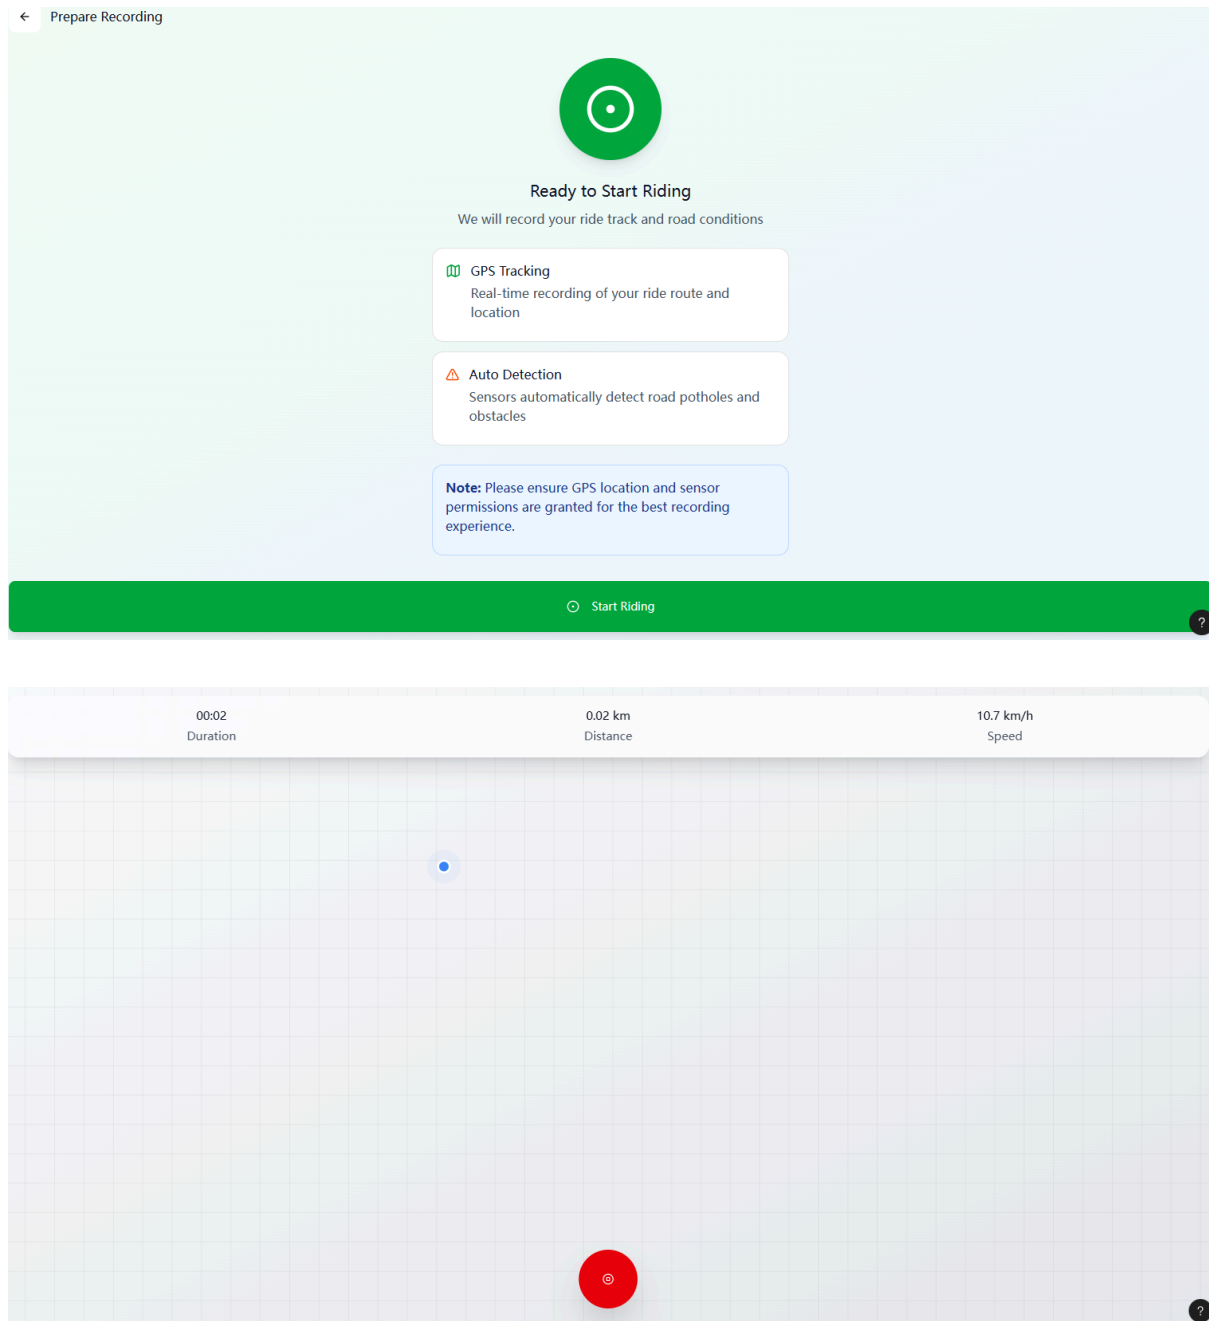 Prepare Recording
Ready to Start Riding
We will record your ride track and road conditions
GPS Tracking
Real-time recording of your ride route and
location
Auto Detection
Sensors automatically detect road potholes and
obstacles
Note: Please ensure GPS location and sensor
permissions are granted for the best recording
experience.
Start Riding
?
00:02 0.02 km 10.7 km/h
Duration Distance Speed
?